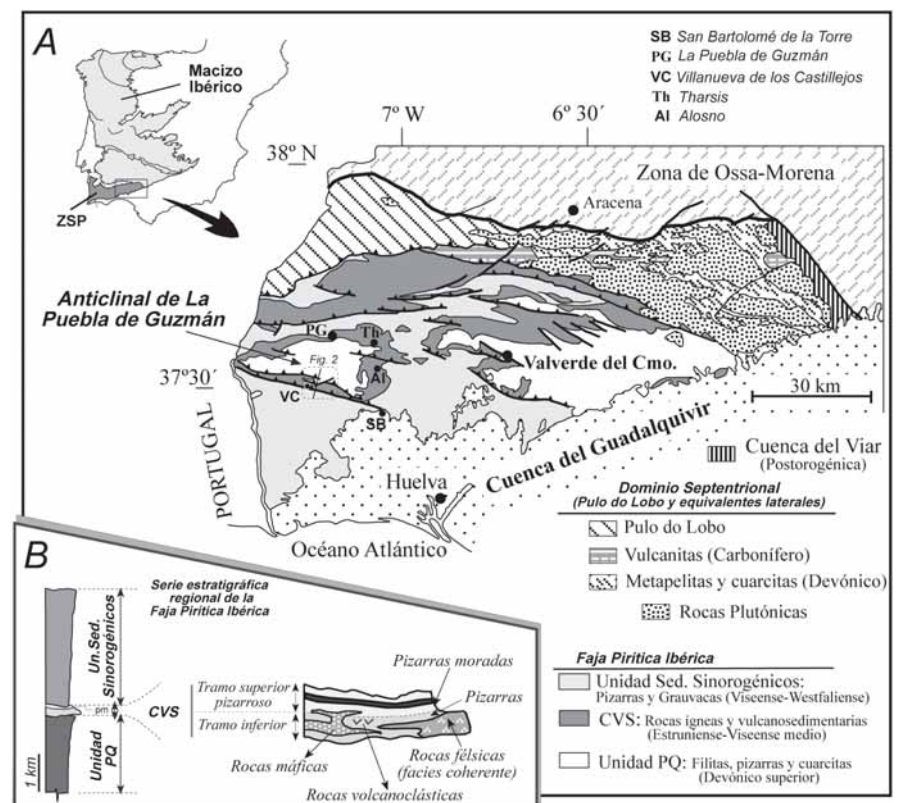 A
Macizo
Ibérico
ZSP
SB San Bartolomé de la Torre
PG La Puebla de Guzmán
VC Villanueva de los Castillejos
Th Tharsis
Al Alosno
7º W
6º 30´
38º N
Zona de Ossa-Morena
Aracena
Anticlinal de La
Puebla de Guzmán
PG
Th
Fig. 2
Al
Valverde del Cmo.
37º30´
VC
SB
30 km
PORTUGAL
Cuenca del Guadalquivir
Huelva
Océano Atlántico
Cuenca del Viar
(Postorogénica)
Dominio Septentrional
(Pulo do Lobo y equivalentes laterales)
Pulo do Lobo
Vulcanitas (Carbonífero)
Metapelitas y cuarcitas (Devónico)
Rocas Plutónicas
Faja Pirítica Ibérica
Unidad Sed. Sinorogénicos:
Pizarras y Grauvacas (Viseense-Westfaliense)
CVS: Rocas ígneas y vulcanosedimentarias
(Estruniense-Viseense medio)
Unidad PQ: Filitas, pizarras y cuarcitas
(Devónico superior)
B
Serie estratigráfica
regional de la
Faja Pirítica Ibérica
Un.Sed.
Sinorogénicos
pm
Unidad
PQ
1 km
CVS
Tramo superior
pizarroso
Tramo inferior
Pizarras moradas
Pizarras
Rocas máficas
Rocas félsicas
(facies coherente)
Rocas volcanoclásticas